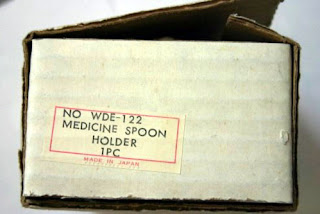 NO WDE-122
MEDICINE SPOON
HOLDER
1PC
MADE IN JAPAN